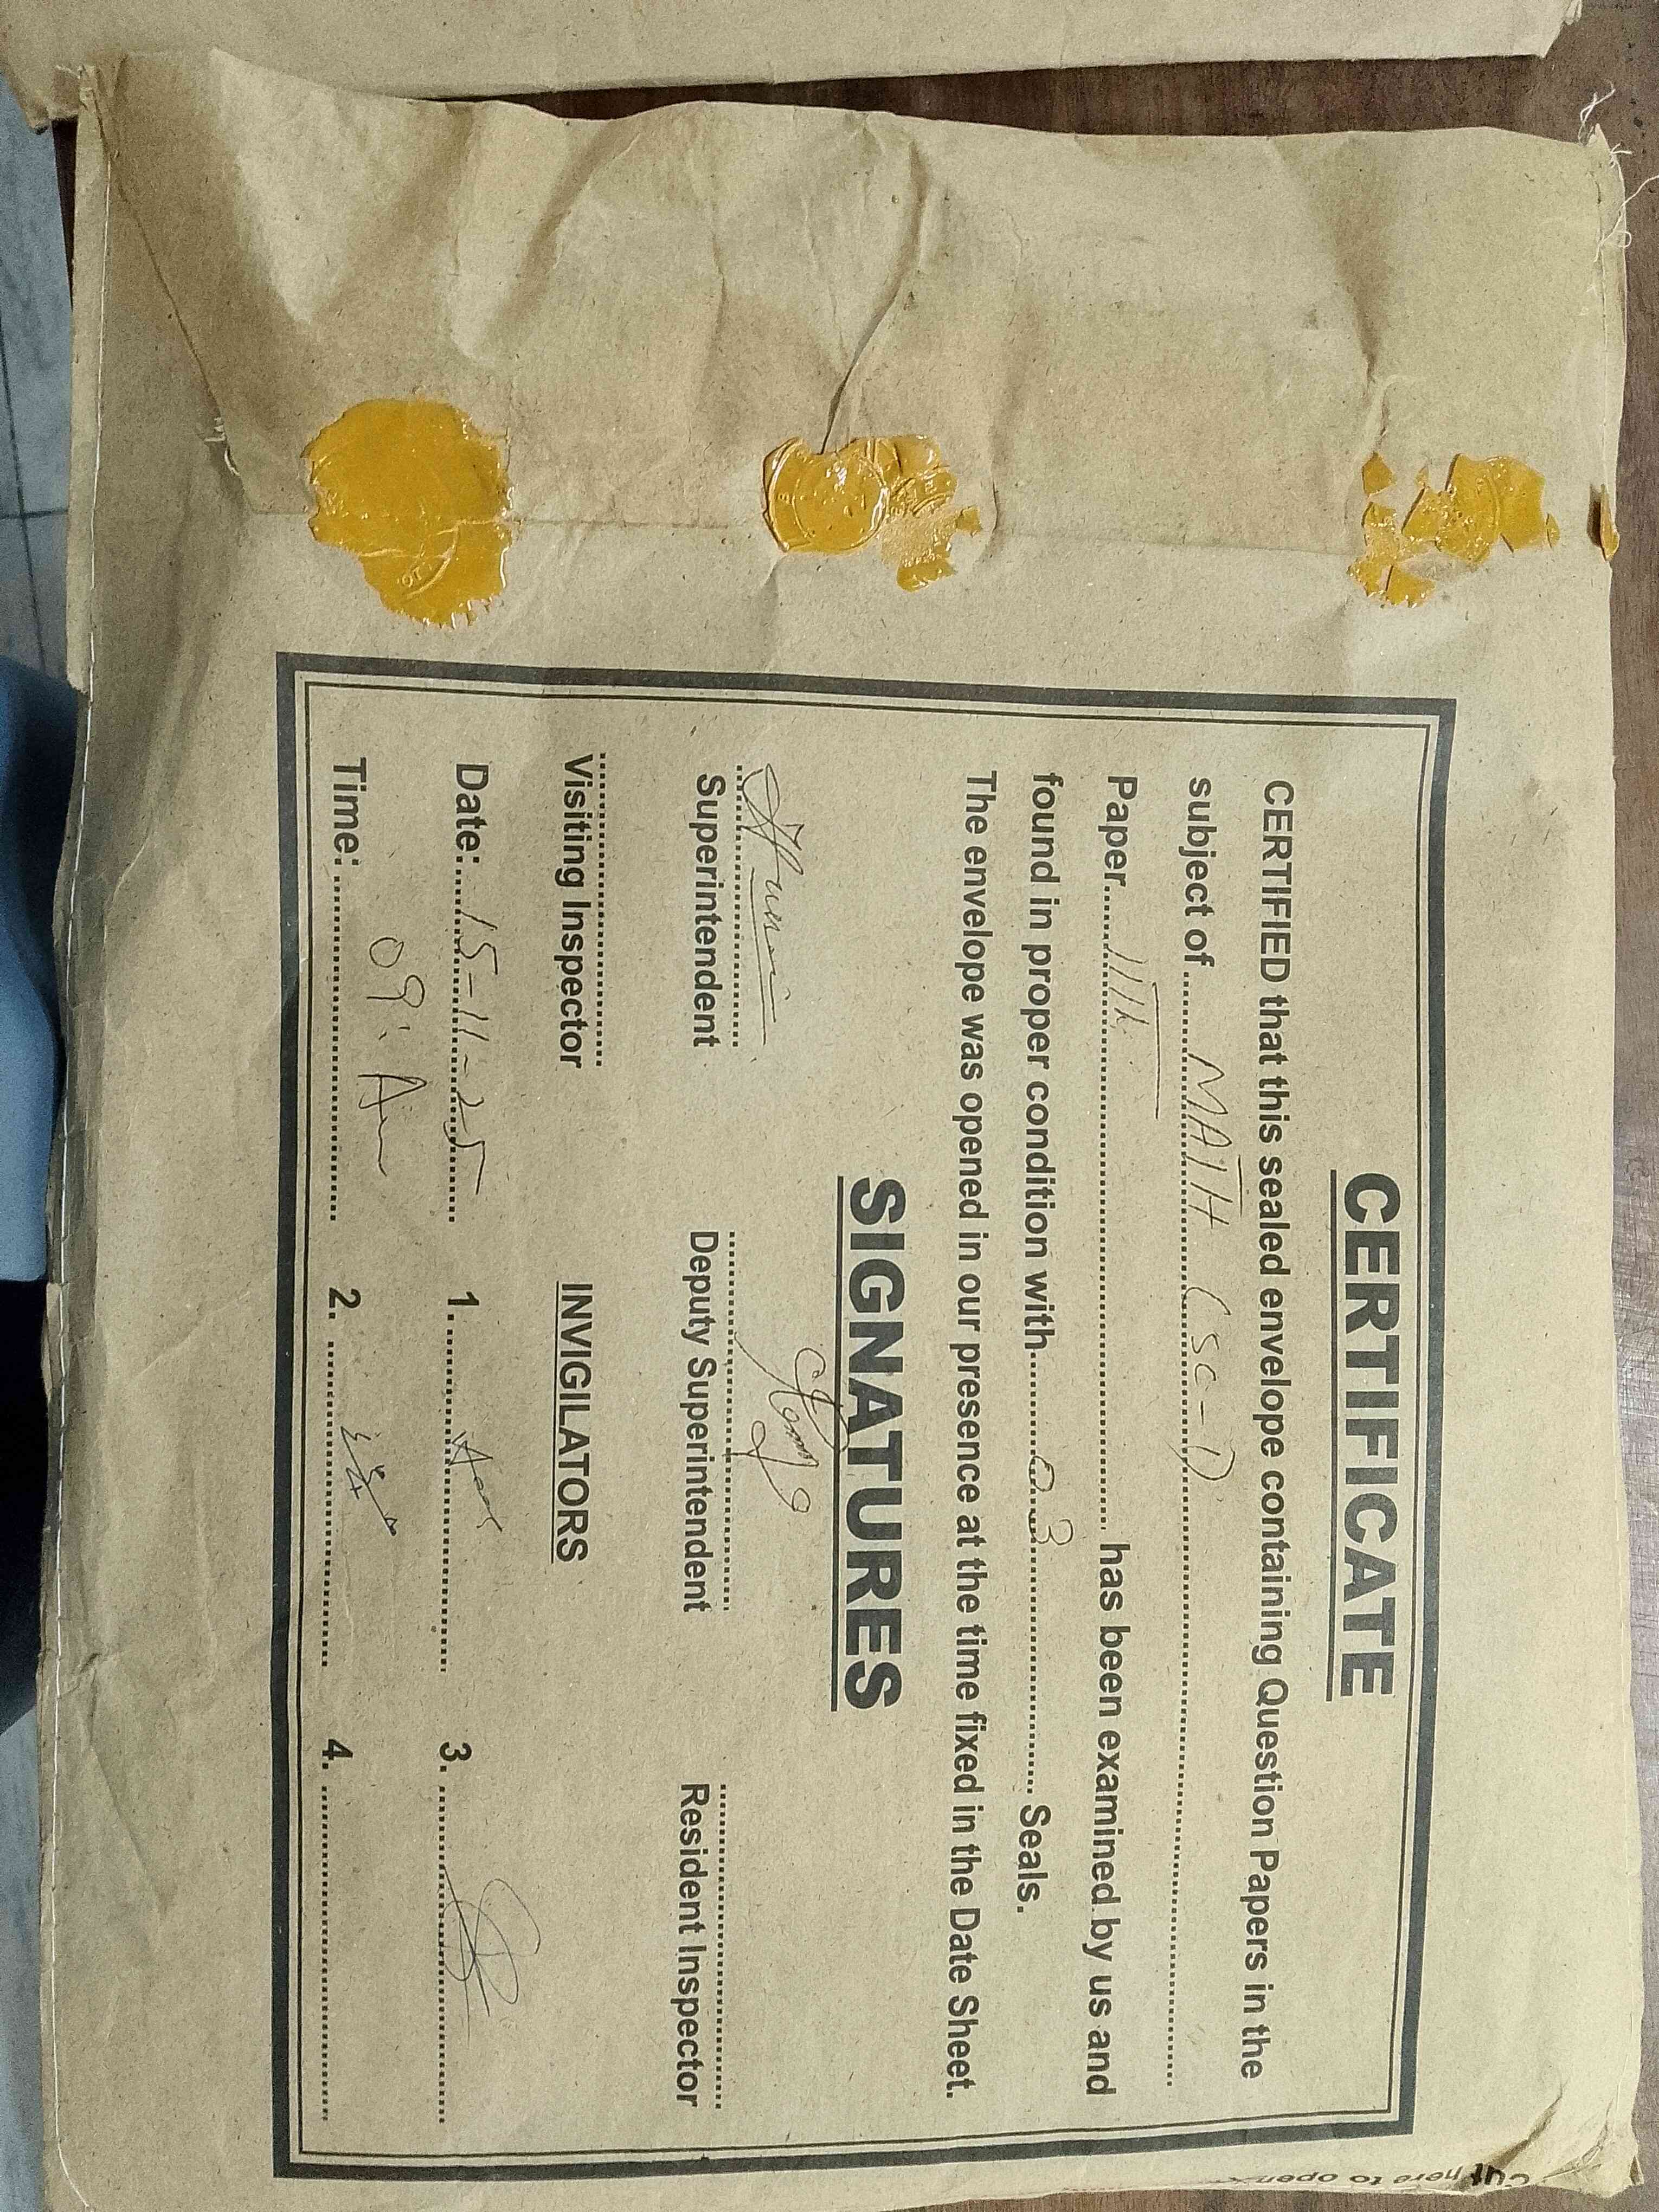 CERTIFICATE
CERTIFIED that this sealed envelope containing Question Papers in the
subject of ........ MATH (SC-I) ........
Paper..... 11th ........ has been examined by us and
found in proper condition with........ 03 ........ Seals.
The envelope was opened in our presence at the time fixed in the Date Sheet.
SIGNATURES
Superintendent Deputy Superintendent Resident Inspector
Visiting Inspector INVIGILATORS
Date:..... 15-11-25 ..... 1. ........ 3. ........
Time:..... 09: Am ..... 2. ........ 4. ........
Cut here to open